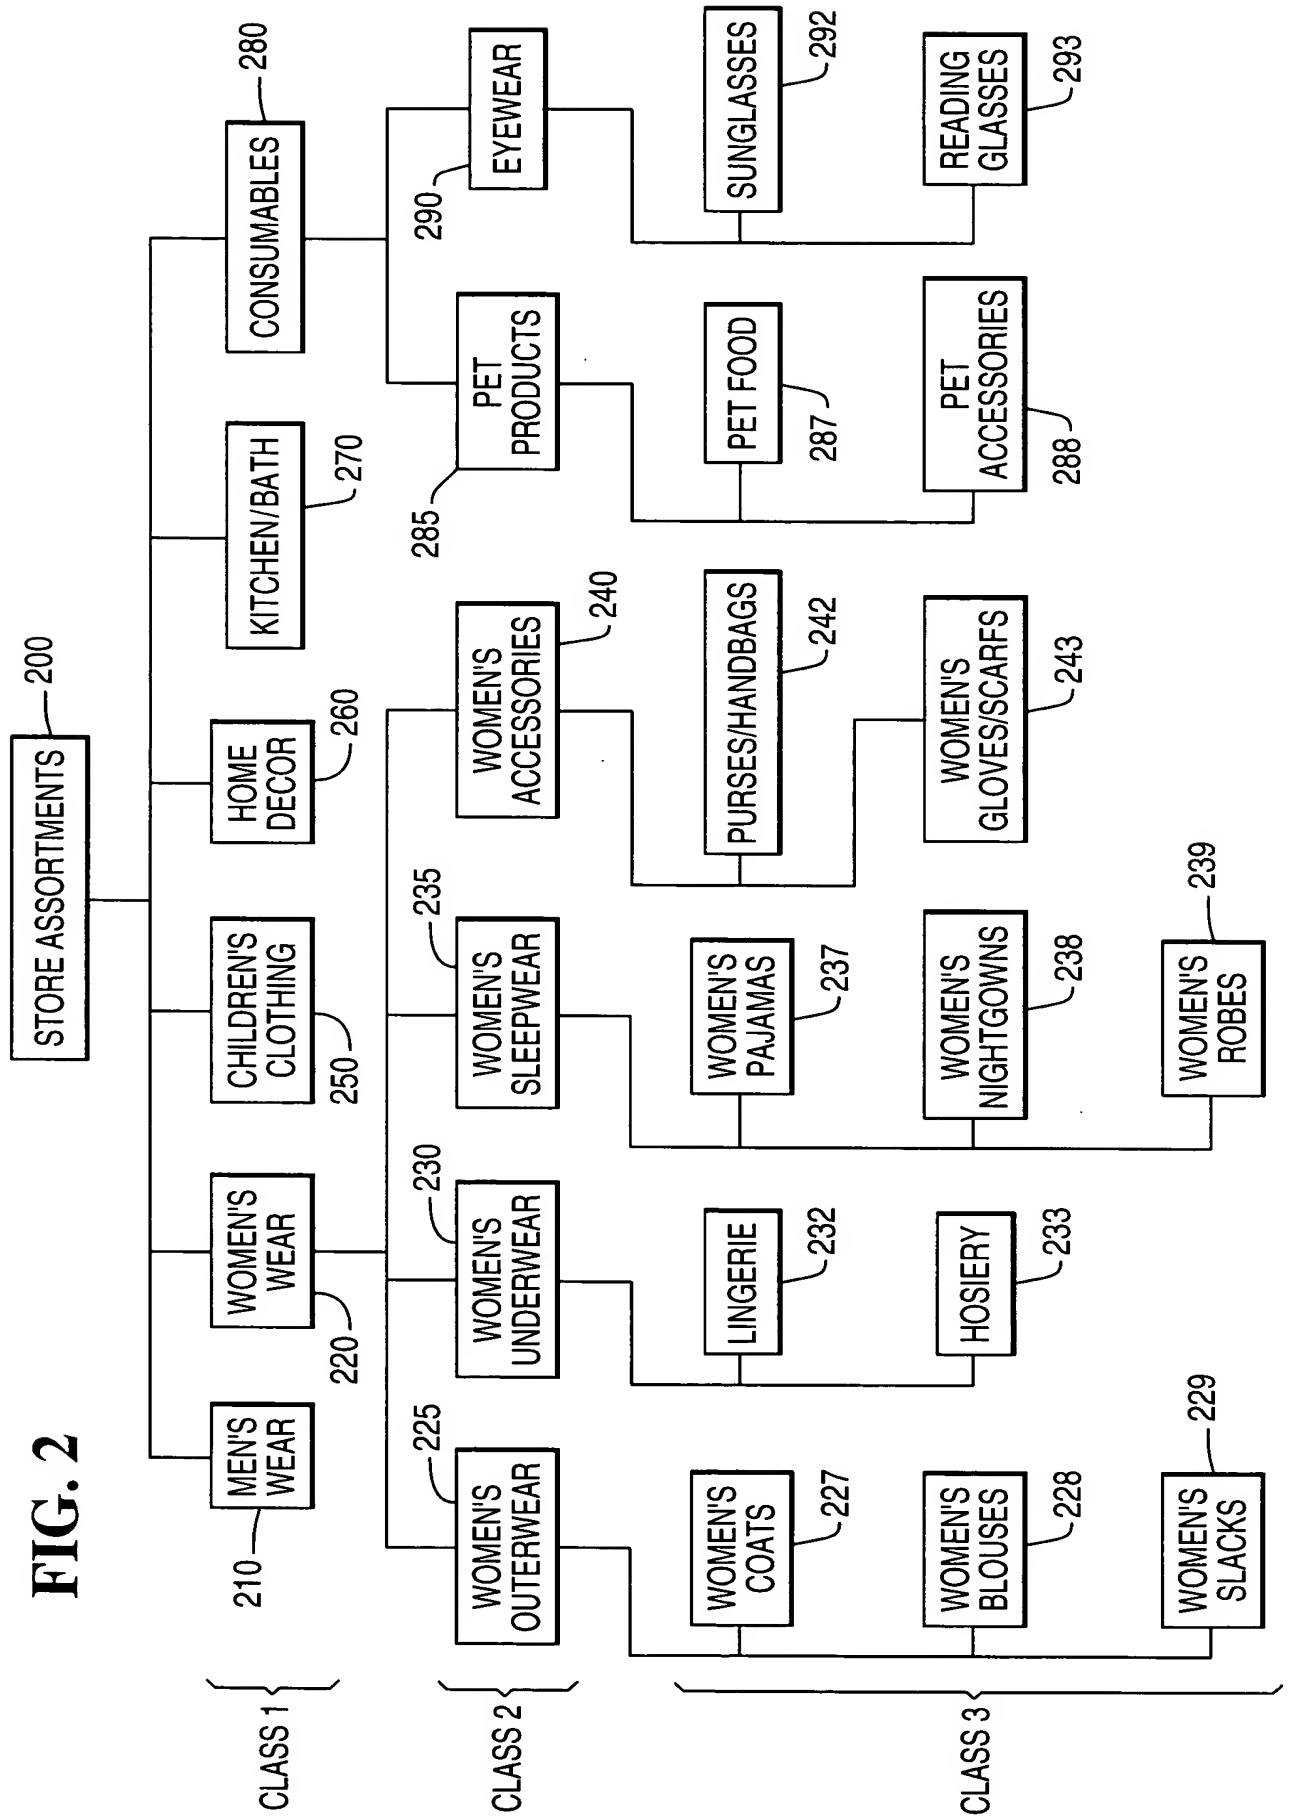 FIG. 2
STORE ASSORTMENTS
200
CLASS 1
MEN'S
WEAR
210
WOMEN'S
WEAR
220
CHILDREN'S
CLOTHING
250
HOME
DECOR
260
KITCHEN/BATH
270
CONSUMABLES
280
CLASS 2
WOMEN'S
OUTERWEAR
225
WOMEN'S
UNDERWEAR
230
WOMEN'S
SLEEPWEAR
235
WOMEN'S
ACCESSORIES
240
PET
PRODUCTS
285
EYEWEAR
290
CLASS 3
WOMEN'S
COATS
227
LINGERIE
232
WOMEN'S
PAJAMAS
237
PURSES/HANDBAGS
242
PET FOOD
287
SUNGLASSES
292
WOMEN'S
BLOUSES
228
HOSIERY
233
WOMEN'S
NIGHTGOWNS
238
WOMEN'S
GLOVES/SCARFS
243
PET
ACCESSORIES
288
READING
GLASSES
293
WOMEN'S
SLACKS
229
WOMEN'S
ROBES
239